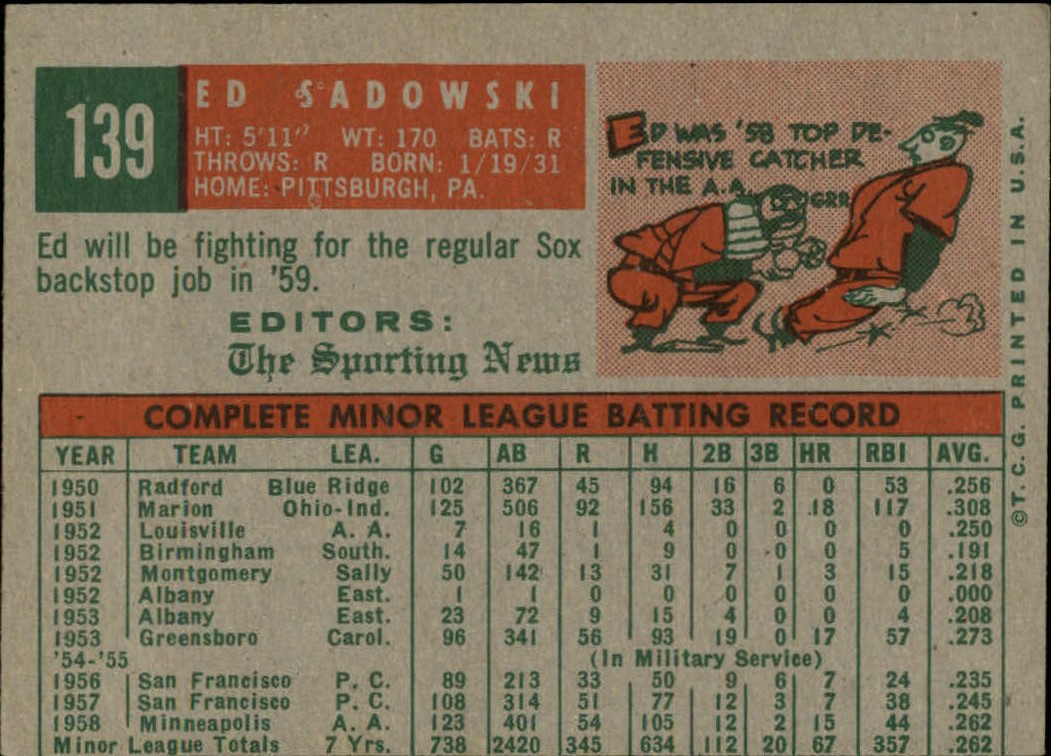 139
ED SADOWSKI
HT: 5'11" WT: 170 BATS: R
THROWS: R BORN: 1/19/31
HOME: PITTSBURGH, PA.
Ed will be fighting for the regular Sox
backstop job in '59.
EDITORS:
The Sporting News
ED WAS '58 TOP DE-
FENSIVE CATCHER
IN THE A.A.
GRR
©T.C.G. PRINTED IN U.S.A.
COMPLETE MINOR LEAGUE BATTING RECORD
YEAR TEAM LEA. G AB R H 2B 3B HR RBI AVG.
1950 Radford Blue Ridge 102 367 45 94 16 6 0 53 .256
1951 Marion Ohio-Ind. 125 506 92 156 33 2 18 117 .308
1952 Louisville A. A. 7 16 1 4 0 0 0 0 .250
1952 Birmingham South. 14 47 1 9 0 0 0 5 .191
1952 Montgomery Sally 50 142 13 31 7 1 3 15 .218
1952 Albany East. 1 1 0 0 0 0 0 0 .000
1953 Albany East. 23 72 9 15 4 0 0 4 .208
1953 Greensboro Carol. 96 341 56 93 19 0 17 57 .273
'54-'55 (In Military Service)
1956 San Francisco P. C. 89 213 33 50 9 6 7 24 .235
1957 San Francisco P. C. 108 314 51 77 12 3 7 38 .245
1958 Minneapolis A. A. 123 401 54 105 12 2 15 44 .262
Minor League Totals 7 Yrs. 738 2420 345 634 112 20 67 357 .262